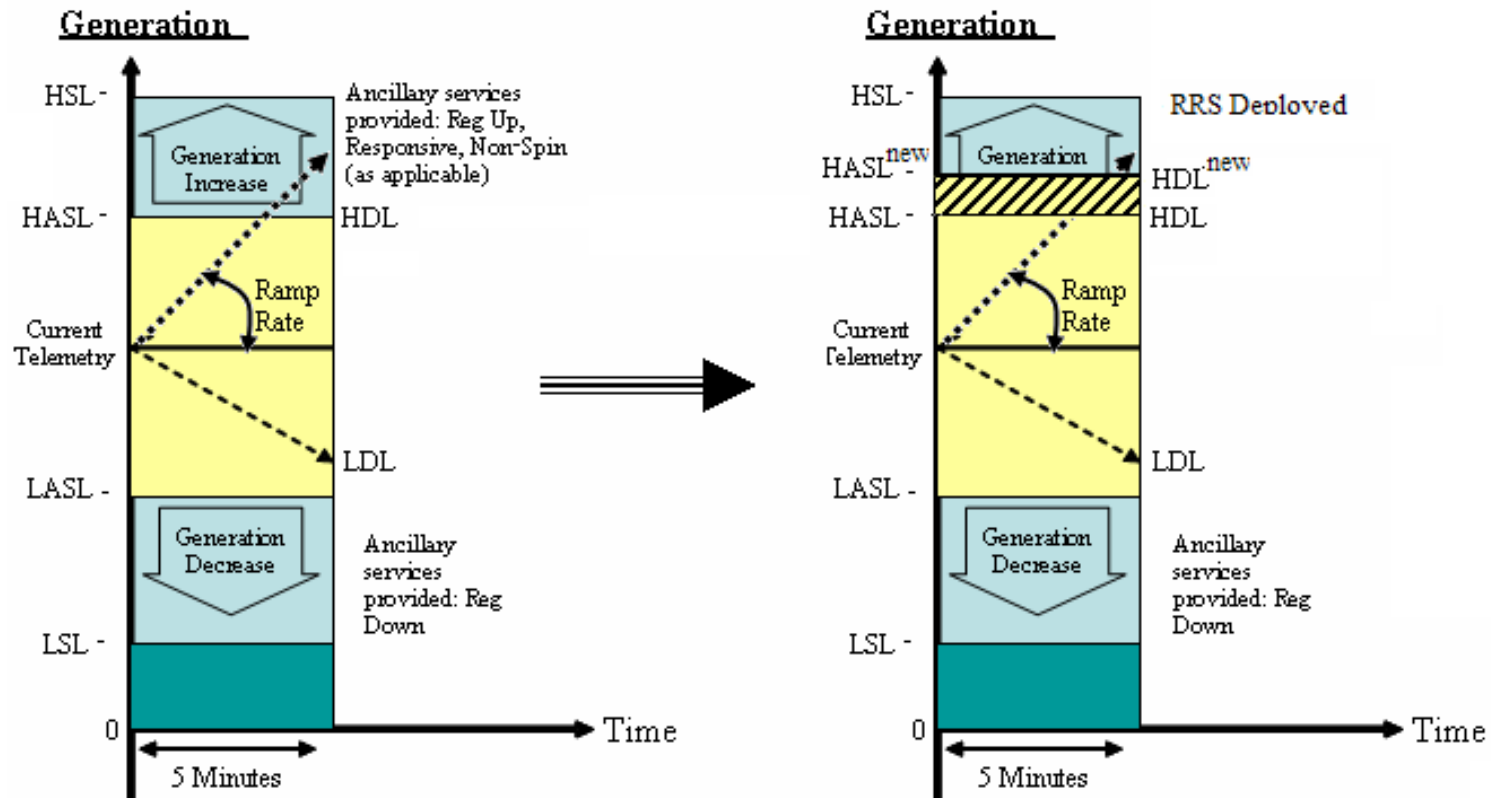 Generation
HSL -
Ancillary services
provided: Reg Up,
Responsive, Non-Spin
(as applicable)
Generation
Increase
HASL -
HDL
Ramp
Rate
Current
Telemetry
LDL
LASL -
Generation
Decrease
Ancillary
services
provided: Reg
Down
LSL -
0
Time
5 Minutes
Generation
HSL -
RRS Deployed
Generation
HASL new -
HDL new
HASL -
HDL
Ramp
Rate
Current
Telemetry
LDL
LASL -
Generation
Decrease
Ancillary
services
provided: Reg
Down
LSL -
0
Time
5 Minutes